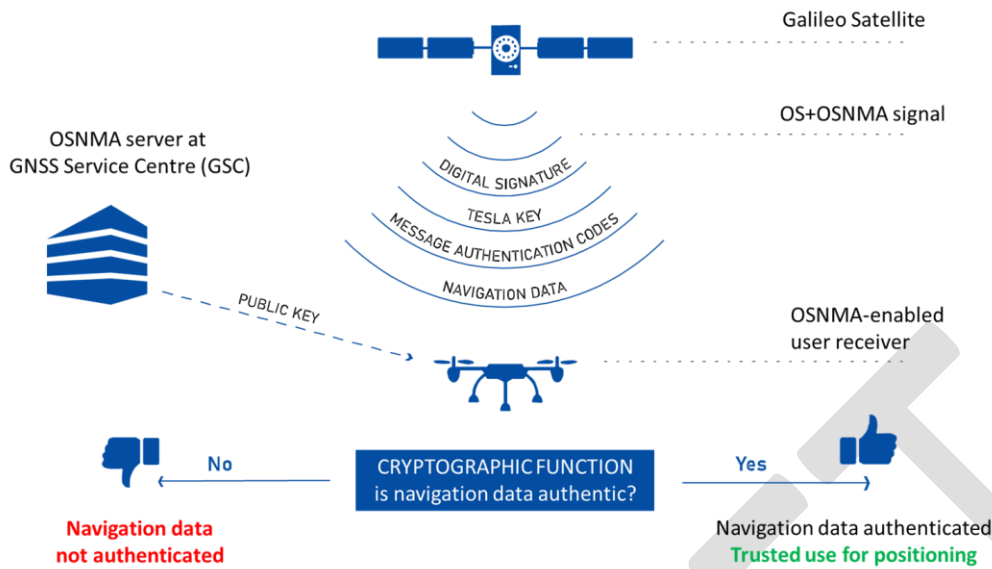 Galileo Satellite
OS+OSNMA signal
OSNMA server at
GNSS Service Centre (GSC)
DIGITAL SIGNATURE
TESLA KEY
MESSAGE AUTHENTICATION CODES
NAVIGATION DATA
PUBLIC KEY
OSNMA-enabled
user receiver
No
CRYPTOGRAPHIC FUNCTION
is navigation data authentic?
Yes
Navigation data
not authenticated
Navigation data authenticated
Trusted use for positioning